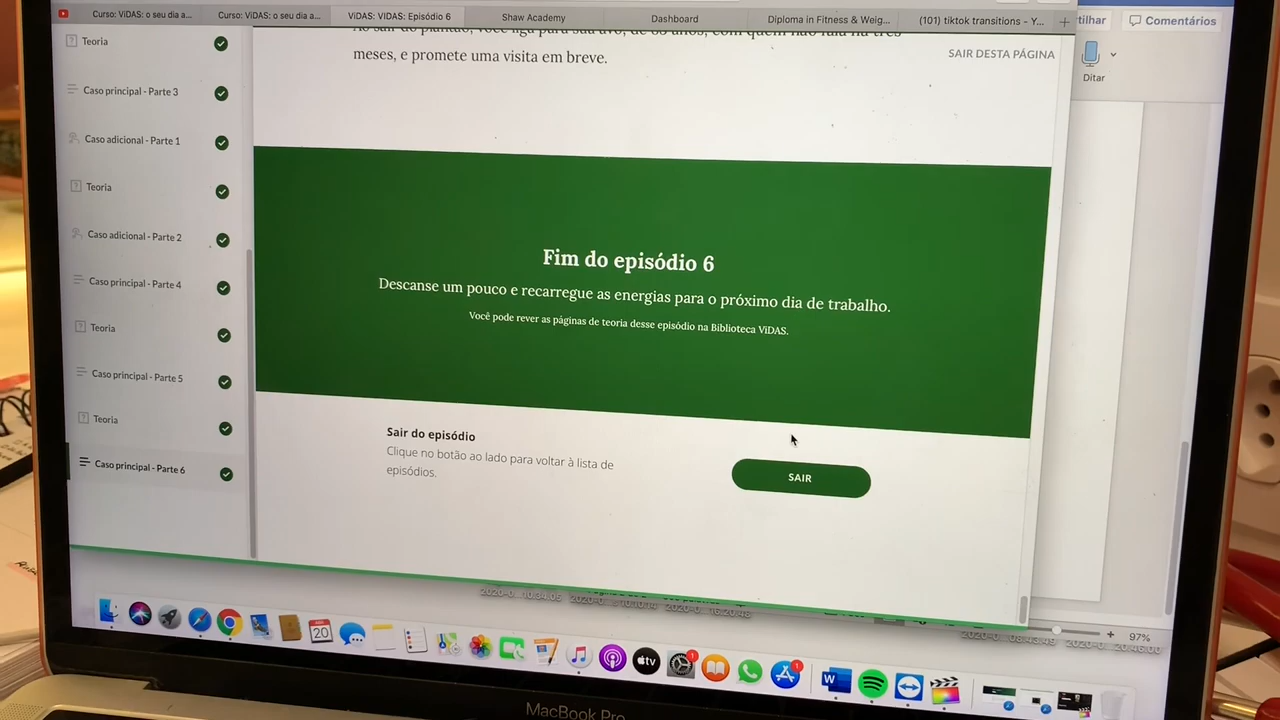 Curso: ViDAS: o seu dia a...
Curso: ViDAS: o seu dia a...
ViDAS: ViDAS: Episódio 6
Shaw Academy
Dashboard
Diploma in Fitness & Weig...
(101) tiktok transitions - Y...
Comentários
Ditar
SAIR DESTA PÁGINA
meses, e promete uma visita em breve.
Teoria
Caso principal - Parte 3
Caso adicional - Parte 1
Teoria
Caso adicional - Parte 2
Caso principal - Parte 4
Teoria
Caso principal - Parte 5
Teoria
Caso principal - Parte 6
Fim do episódio 6
Descanse um pouco e recarregue as energias para o próximo dia de trabalho.
Você pode rever as páginas de teoria desse episódio na Biblioteca ViDAS.
Sair do episódio
Clique no botão ao lado para voltar à lista de
episódios.
SAIR
97%
20
tv
1
1
W
MacBook Pro